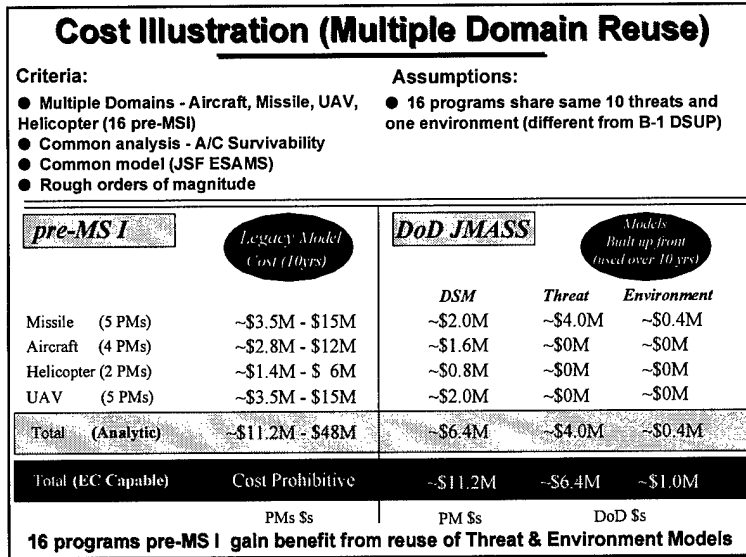 Cost Illustration (Multiple Domain Reuse)
Criteria:
● Multiple Domains - Aircraft, Missile, UAV,
Helicopter (16 pre-MSI)
● Common analysis - A/C Survivability
● Common model (JSF ESAMS)
● Rough orders of magnitude
Assumptions:
● 16 programs share same 10 threats and
one environment (different from B-1 DSUP)
pre-MS I
Legacy Model
Cost (10yrs)
DoD JMASS
Models
Built up front
(used over 10 yrs)
DSM Threat Environment
Missile (5 PMs) ~$3.5M - $15M ~$2.0M ~$4.0M ~$0.4M
Aircraft (4 PMs) ~$2.8M - $12M ~$1.6M ~$0M ~$0M
Helicopter (2 PMs) ~$1.4M - $ 6M ~$0.8M ~$0M ~$0M
UAV (5 PMs) ~$3.5M - $15M ~$2.0M ~$0M ~$0M
Total (Analytic) ~$11.2M - $48M ~$6.4M ~$4.0M ~$0.4M
Total (EC Capable) Cost Prohibitive ~$11.2M ~$6.4M ~$1.0M
PMs $s PM $s DoD $s
16 programs pre-MS I gain benefit from reuse of Threat & Environment Models